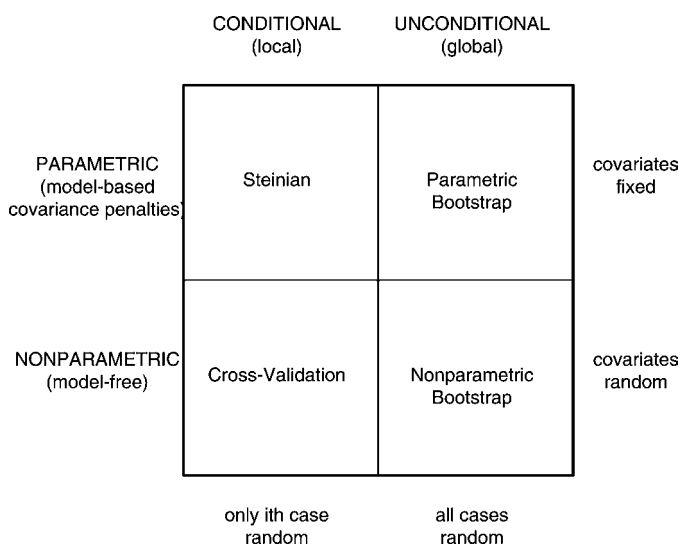 CONDITIONAL
(local)
UNCONDITIONAL
(global)
PARAMETRIC
(model-based
covariance penalties)
Steinian
Parametric
Bootstrap
covariates
fixed
NONPARAMETRIC
(model-free)
Cross-Validation
Nonparametric
Bootstrap
covariates
random
only ith case
random
all cases
random